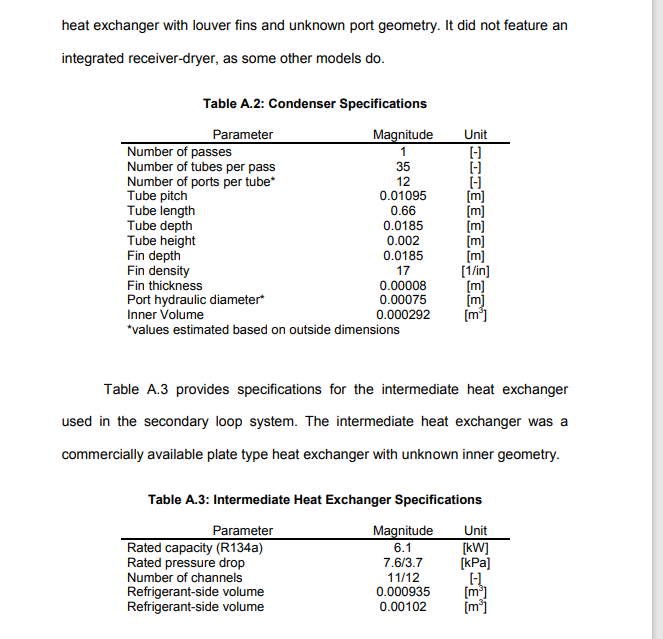 heat exchanger with louver fins and unknown port geometry. It did not feature an
integrated receiver-dryer, as some other models do.
Table A.2: Condenser Specifications
Parameter Magnitude Unit
Number of passes 1 [-]
Number of tubes per pass 35 [-]
Number of ports per tube* 12 [-]
Tube pitch 0.01095 [m]
Tube length 0.66 [m]
Tube depth 0.0185 [m]
Tube height 0.002 [m]
Fin depth 0.0185 [m]
Fin density 17 [1/in]
Fin thickness 0.00008 [m]
Port hydraulic diameter* 0.00075 [m]
Inner Volume 0.000292 [m³]
*values estimated based on outside dimensions
Table A.3 provides specifications for the intermediate heat exchanger
used in the secondary loop system. The intermediate heat exchanger was a
commercially available plate type heat exchanger with unknown inner geometry.
Table A.3: Intermediate Heat Exchanger Specifications
Parameter Magnitude Unit
Rated capacity (R134a) 6.1 [kW]
Rated pressure drop 7.6/3.7 [kPa]
Number of channels 11/12 [-]
Refrigerant-side volume 0.000935 [m³]
Refrigerant-side volume 0.00102 [m³]